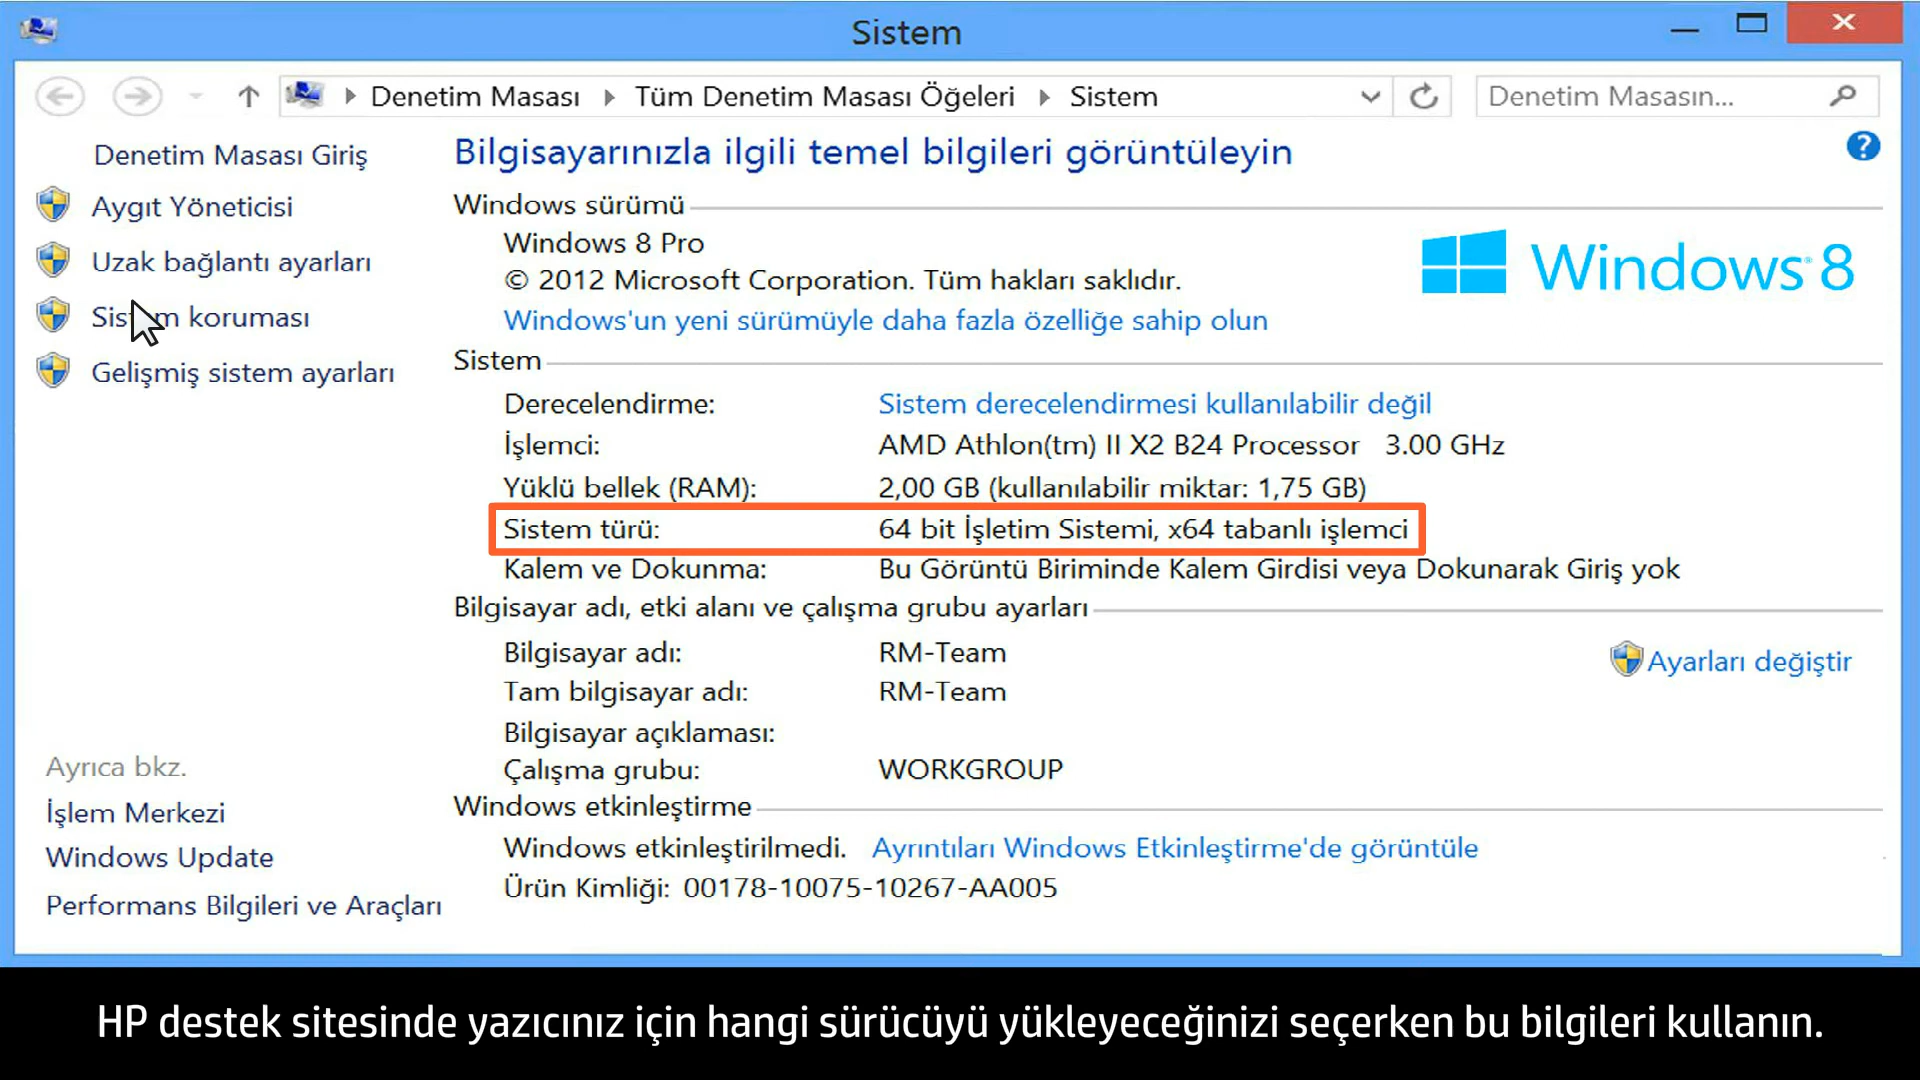 Sistem
Denetim Masası Tüm Denetim Masası Öğeleri Sistem
Denetim Masasın...
Denetim Masası Giriş
Aygıt Yöneticisi
Uzak bağlantı ayarları
Sistem koruması
Gelişmiş sistem ayarları
Ayrıca bkz.
İşlem Merkezi
Windows Update
Performans Bilgileri ve Araçları
Bilgisayarınızla ilgili temel bilgileri görüntüleyin
Windows sürümü
Windows 8 Pro
© 2012 Microsoft Corporation. Tüm hakları saklıdır.
Windows'un yeni sürümüyle daha fazla özelliğe sahip olun
Windows 8
Sistem
Derecelendirme: Sistem derecelendirmesi kullanılabilir değil
İşlemci: AMD Athlon(tm) II X2 B24 Processor 3.00 GHz
Yüklü bellek (RAM): 2,00 GB (kullanılabilir miktar: 1,75 GB)
Sistem türü: 64 bit İşletim Sistemi, x64 tabanlı işlemci
Kalem ve Dokunma: Bu Görüntü Biriminde Kalem Girdisi veya Dokunarak Giriş yok
Bilgisayar adı, etki alanı ve çalışma grubu ayarları
Bilgisayar adı: RM-Team
Ayarları değiştir
Tam bilgisayar adı: RM-Team
Bilgisayar açıklaması:
Çalışma grubu: WORKGROUP
Windows etkinleştirme
Windows etkinleştirilmedi. Ayrıntıları Windows Etkinleştirme'de görüntüle
Ürün Kimliği: 00178-10075-10267-AA005
HP destek sitesinde yazıcınız için hangi sürücüyü yükleyeceğinizi seçerken bu bilgileri kullanın.